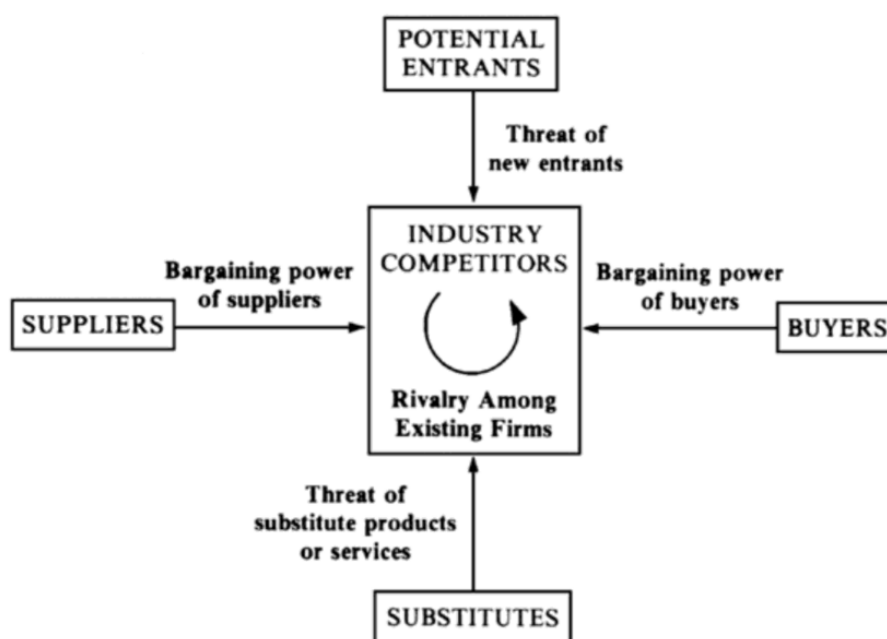 POTENTIAL
ENTRANTS
Threat of
new entrants
INDUSTRY
COMPETITORS
Bargaining power
of suppliers
SUPPLIERS
Bargaining power
of buyers
BUYERS
Rivalry Among
Existing Firms
Threat of
substitute products
or services
SUBSTITUTES